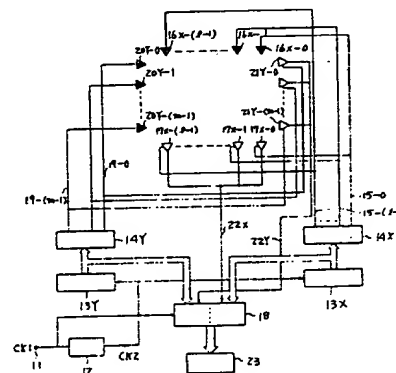 16X-(l-1) 16X-1 16X-0
20Y-0 21Y-0
20Y-1
20Y-(m-1) 21Y-(m-1)
17X-(l-1) 17X-1 17X-0
19-0
19-(m-1) 15-0
22X 15-(l-1)
14Y 22Y 14X
13Y 18 13X
CK1 CK2
11 12 23